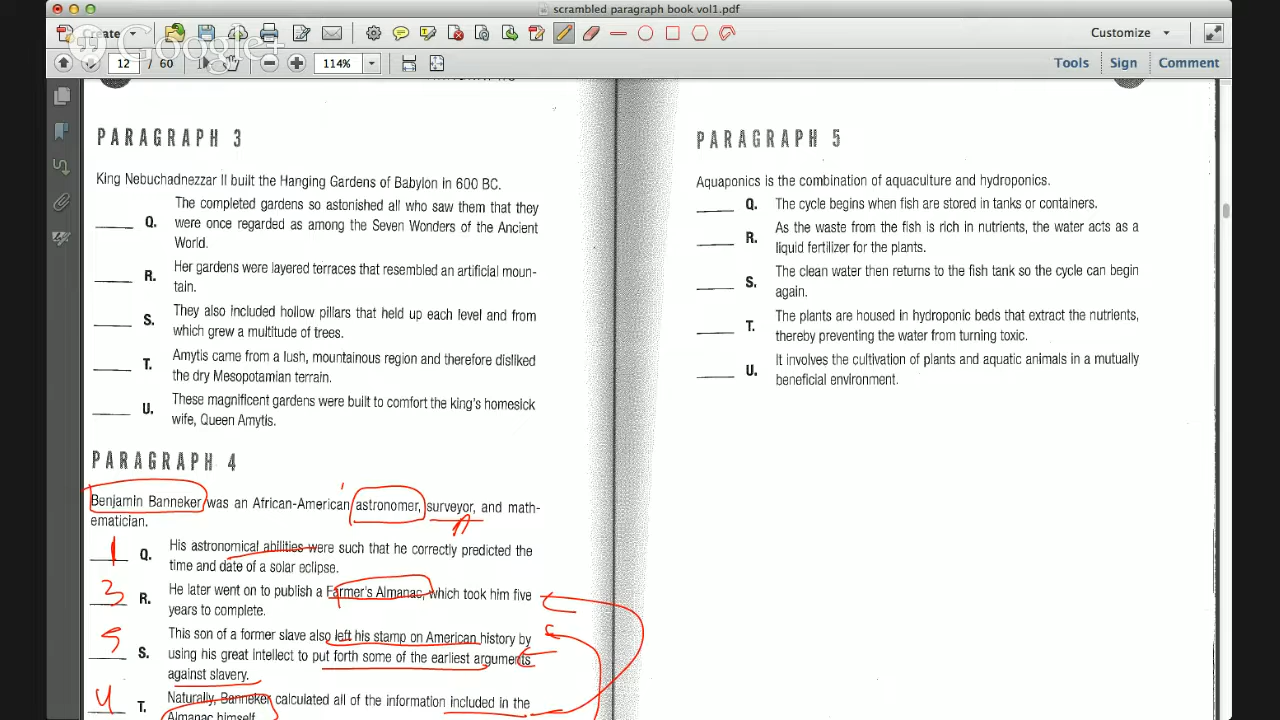 scrambled paragraph book vol1.pdf
Create
Google+
Customize
12 / 60
114%
Tools
Sign
Comment
PARAGRAPH 3
King Nebuchadnezzar II built the Hanging Gardens of Babylon in 600 BC.
The completed gardens so astonished all who saw them that they
Q. were once regarded as among the Seven Wonders of the Ancient
World.
Her gardens were layered terraces that resembled an artificial moun-
R. tain.
They also included hollow pillars that held up each level and from
S. which grew a multitude of trees.
Amytis came from a lush, mountainous region and therefore disliked
T. the dry Mesopotamian terrain.
These magnificent gardens were built to comfort the king's homesick
U. wife, Queen Amytis.
PARAGRAPH 4
Benjamin Banneker was an African-American astronomer, surveyor, and math-
ematician.
1 Q. His astronomical abilities were such that he correctly predicted the
time and date of a solar eclipse.
3 R. He later went on to publish a Farmer's Almanac, which took him five
years to complete.
5 This son of a former slave also left his stamp on American history by
S. using his great intellect to put forth some of the earliest arguments
against slavery.
4 T. Naturally, Banneker calculated all of the information included in the
Almanac himself.
PARAGRAPH 5
Aquaponics is the combination of aquaculture and hydroponics.
Q. The cycle begins when fish are stored in tanks or containers.
R. As the waste from the fish is rich in nutrients, the water acts as a
liquid fertilizer for the plants.
S. The clean water then returns to the fish tank so the cycle can begin
again.
T. The plants are housed in hydroponic beds that extract the nutrients,
thereby preventing the water from turning toxic.
U. It involves the cultivation of plants and aquatic animals in a mutually
beneficial environment.